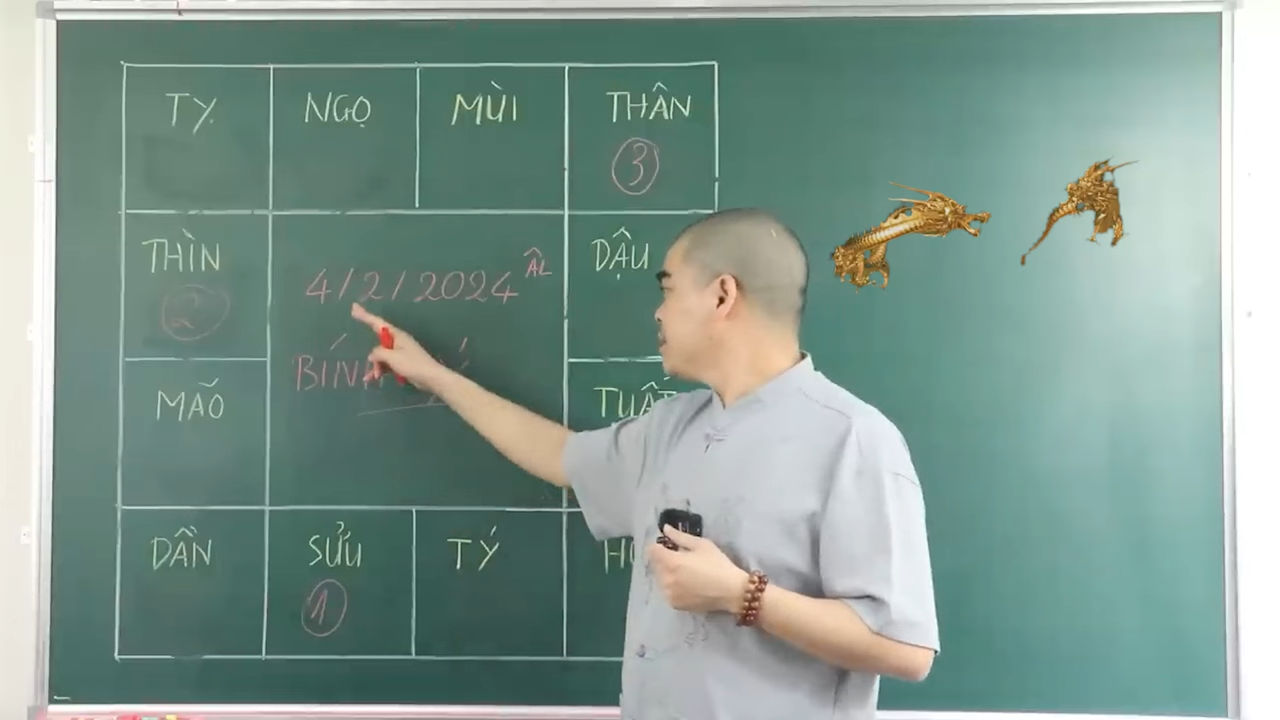 TỴ NGỌ MÙI THÂN
3
THÌN DẬU
2
4/2/2024 ÂL
MÃO
DẦN SỬU TÝ
1